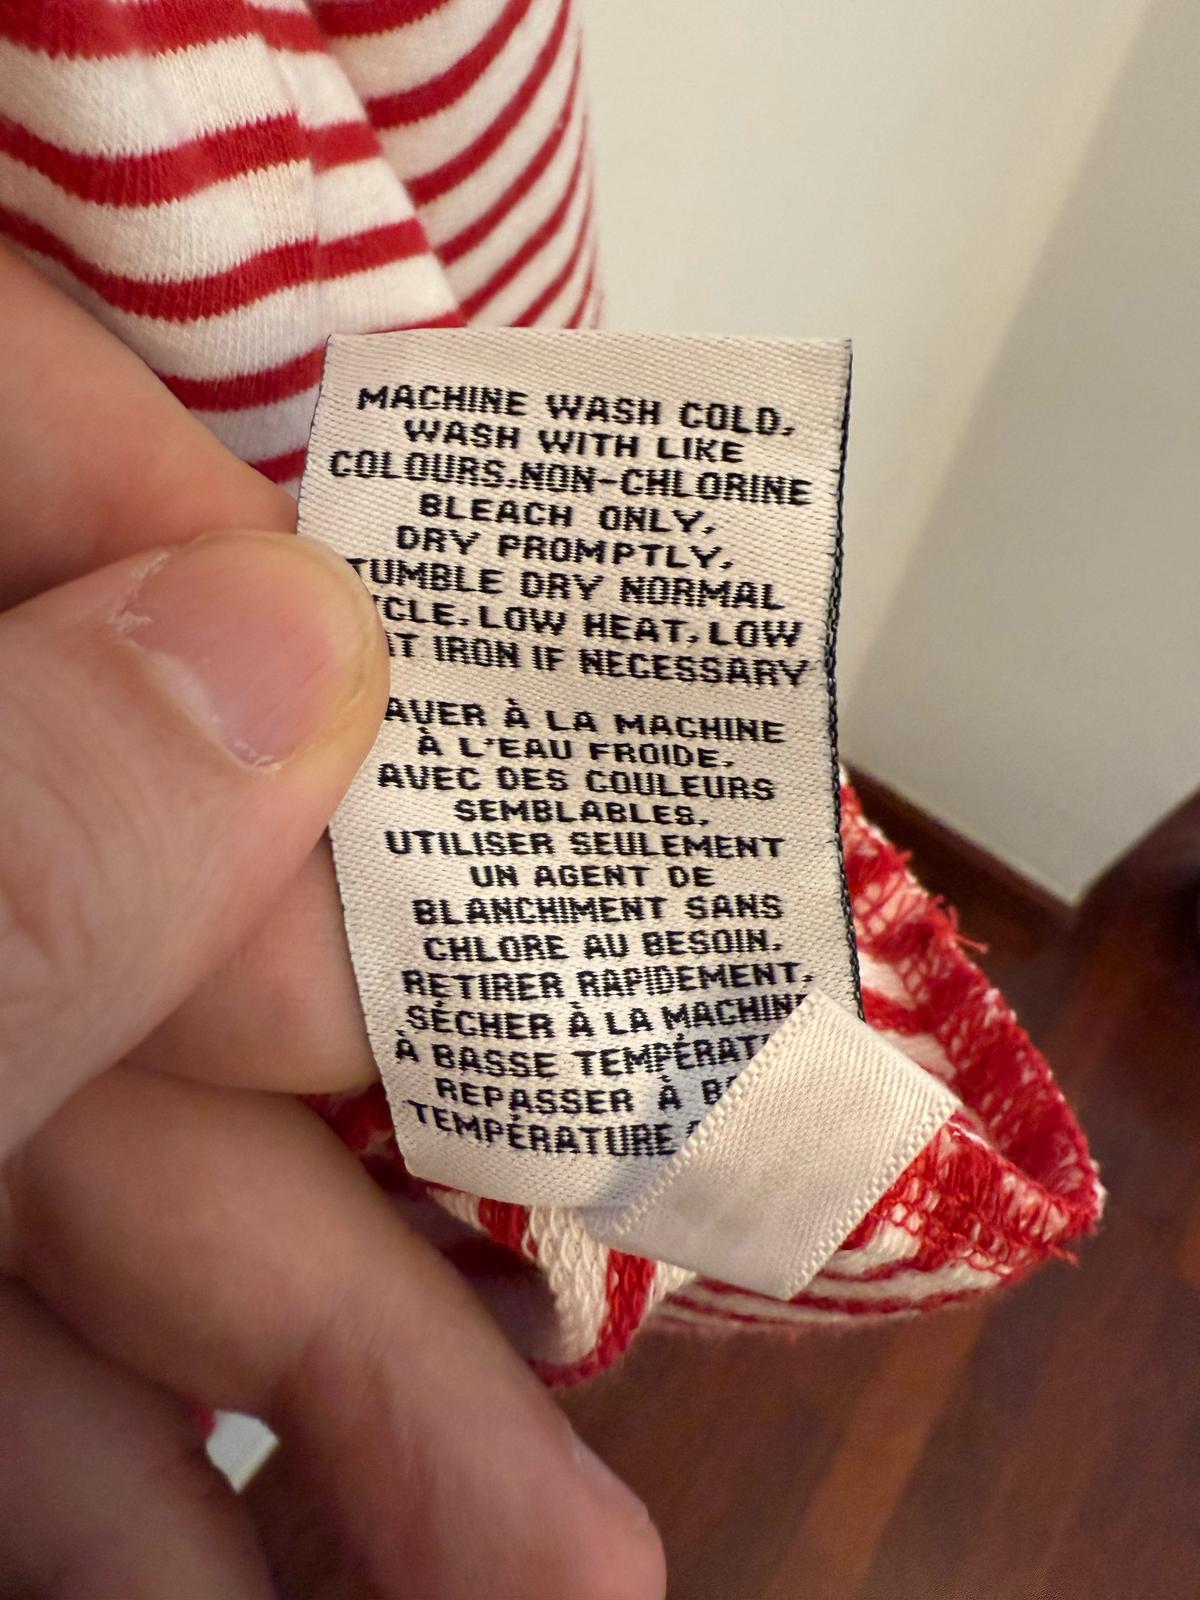 MACHINE WASH COLD,
WASH WITH LIKE
COLOURS.NON-CHLORINE
BLEACH ONLY,
DRY PROMPTLY,
TUMBLE DRY NORMAL
LOW HEAT, LOW
IRON IF NECESSARY
À LA MACHINE
À L'EAU FROIDE,
AVEC DES COULEURS
SEMBLABLES,
UTILISER SEULEMENT
UN AGENT DE
BLANCHIMENT SANS
CHLORE AU BESOIN.
RETIRER RAPIDEMENT,
SÉCHER À LA MACHINE
À BASSE
REPASSER À
TEMPÉRATURE